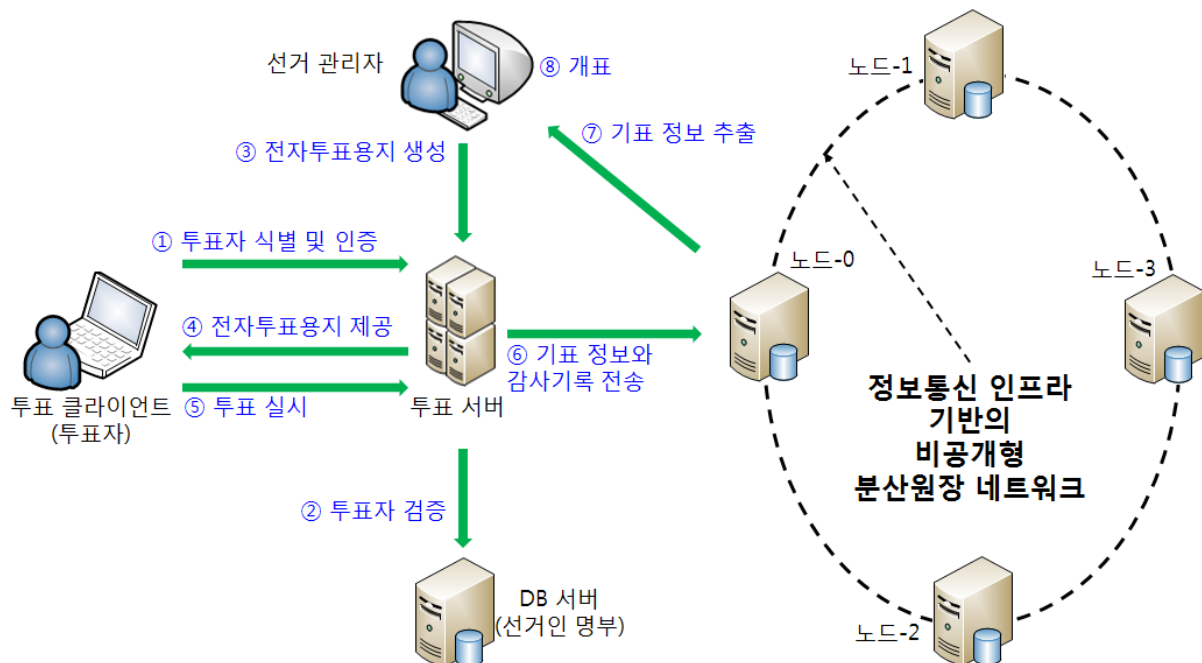 노드-1
선거 관리자
⑧ 개표
⑦ 기표 정보 추출
③ 전자투표용지 생성
① 투표자 식별 및 인증
노드-0
노드-3
④ 전자투표용지 제공
⑥ 기표 정보와
감사기록 전송
투표 클라이언트
(투표자)
⑤ 투표 실시
투표 서버
정보통신 인프라
기반의
비공개형
분산원장 네트워크
② 투표자 검증
DB 서버
(선거인 명부)
노드-2